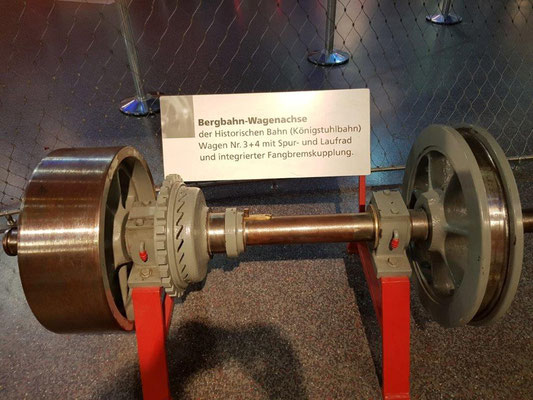 Bergbahn-Wagenachse
der Historischen Bahn (Königstuhlbahn)
Wagen Nr. 3+4 mit Spur- und Laufrad
und integrierter Fangbremskupplung.